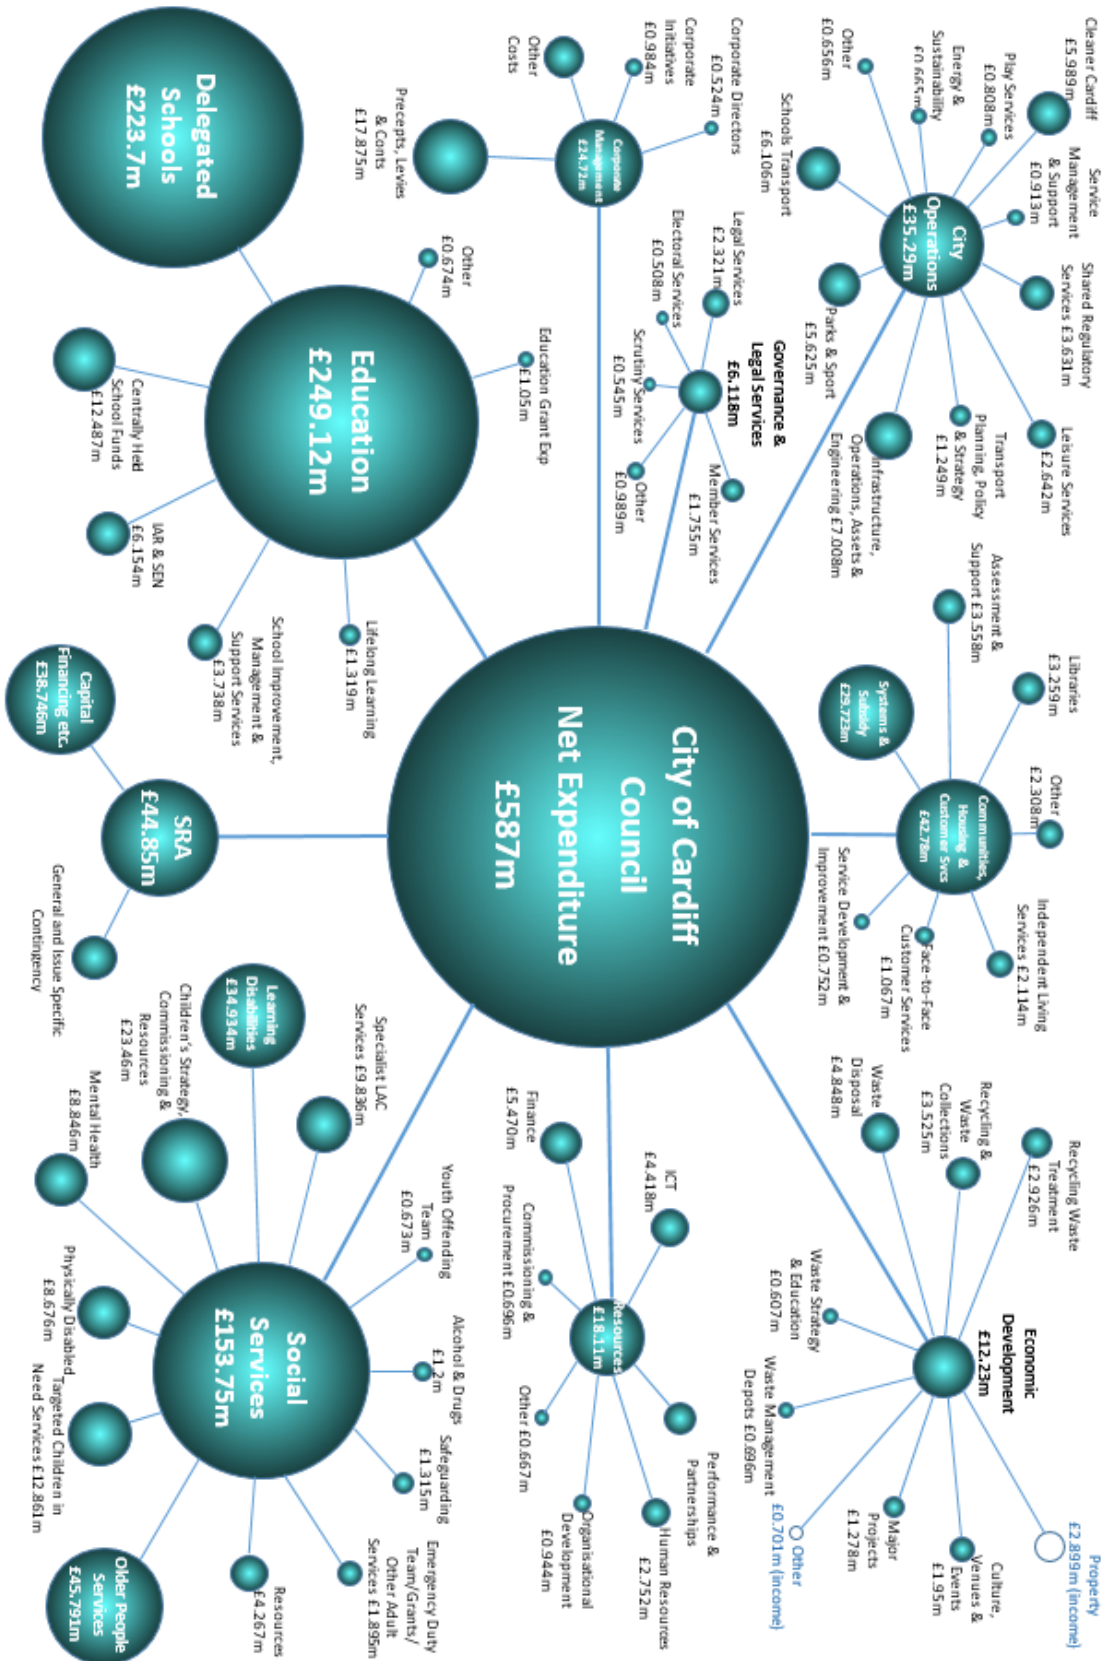 Cleaner Cardiff
£5.989m
Play Services
£0.808m
Energy &
Sustainability
£0.665m
Other
£0.656m
Service
Management
& Support
£0.913m
Shared Regulatory
Services £3.631m
Leisure Services
£2.642m
Transport
Planning, Policy
& Strategy
£1.249m
Infrastructure,
Operations, Assets &
Engineering £7.008m
Parks & Sport
£5.625m
Schools Transport
£6.106m
City
Operations
£35.29m
Corporate Directors
£0.524m
Corporate
Initiatives
£0.984m
Other
Costs
Precepts, Levies
& Conts
£17.875m
Corporate
Management
£24.72m
Governance &
Legal Services
£6.118m
Legal Services
£2.321m
Electoral Services
£0.508m
Scrutiny Services
£0.545m
Other
£0.989m
Member Services
£1.755m
Delegated
Schools
£223.7m
Education
£249.12m
Other
£0.674m
Education Grant Exp
£1.05m
Centrally Held
School Funds
£12.487m
IAR & SEN
£6.154m
School Improvement,
Management &
Support Services
£3.738m
Lifelong Learning
£1.319m
City of Cardiff
Council
Net Expenditure
£587m
Assessment &
Support £3.558m
Libraries
£3.259m
Other
£2.308m
Independent Living
Services £2.114m
Face-to-Face
Customer Services
£1.067m
Service Development &
Improvement £0.752m
Systems &
Subsidy
£29.723m
Communities,
Housing &
Customer Svcs
£42.78m
Capital
Financing etc.
£38.746m
SRA
£44.85m
General and Issue Specific
Contingency
Economic
Development
£12.23m
Recycling Waste
Treatment
£2.926m
Recycling &
Waste
Collections
£3.525m
Waste
Disposal
£4.848m
Waste Strategy
& Education
£0.607m
Waste Management
Depots £0.696m
Other
£0.701m (income)
Major
Projects
£1.278m
Culture,
Venues &
Events
£1.95m
Property
£2.899m (income)
Resources
£18.11m
Finance
£5.470m
ICT
£4.418m
Commissioning &
Procurement £0.696m
Other £0.667m
Organisational
Development
£0.944m
Human Resources
£2.752m
Performance &
Partnerships
Social
Services
£153.75m
Specialist LAC
Services £9.836m
Learning
Disabilities
£34.934m
Children's Strategy,
Commissioning &
Resources
£23.46m
Mental Health
£8.846m
Physically Disabled
£8.676m
Targeted Children in
Need Services £12.861m
Older People
Services
£45.791m
Resources
£4.267m
Emergency Duty
Team/Grants/
Other Adult
Services £1.895m
Safeguarding
£1.315m
Alcohol & Drugs
£1.2m
Youth Offending
Team
£0.673m